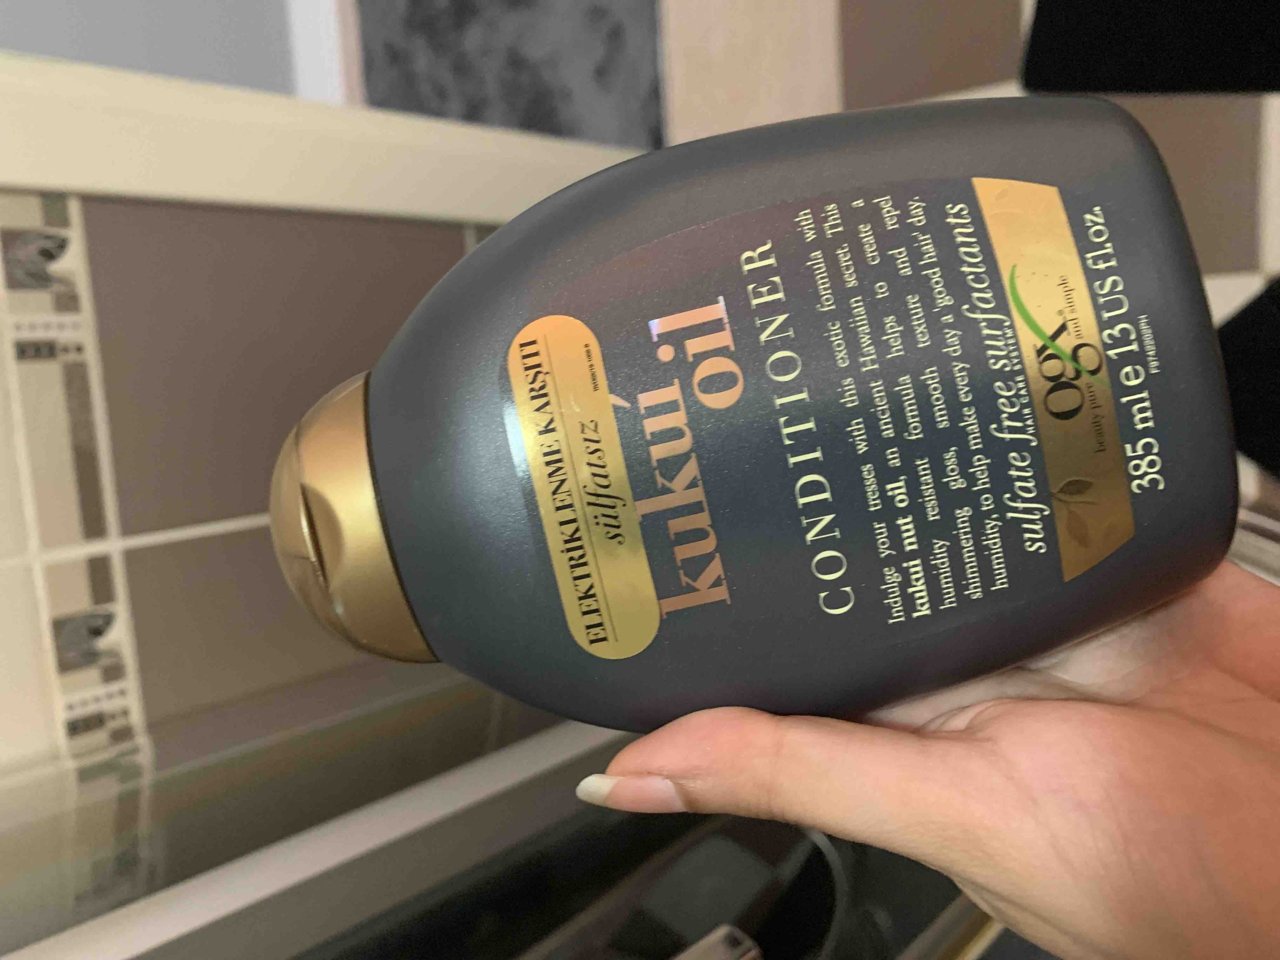 ELEKTRİKLENME KARŞITI
sülfatsız
kukui
oil
CONDITIONER
Indulge your tresses with this exotic formula with
kukui nut oil, an ancient Hawaiian secret. This
humidity resistant formula helps to create a
shimmering gloss, smooth texture and repel
humidity, to help make every day a 'good hair' day.
sulfate free surfactants
HAIR CARE SYSTEM
ogx®
beauty pure and simple
385 ml e 13 US fl.oz.